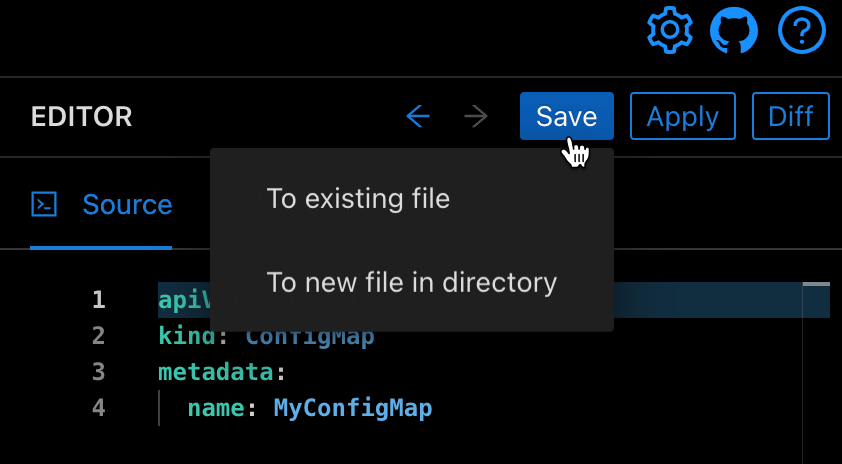 EDITOR
Save
Apply
Diff
To existing file
To new file in directory
Source
1
2 kind: ConfigMap
3 metadata:
4 name: MyConfigMap